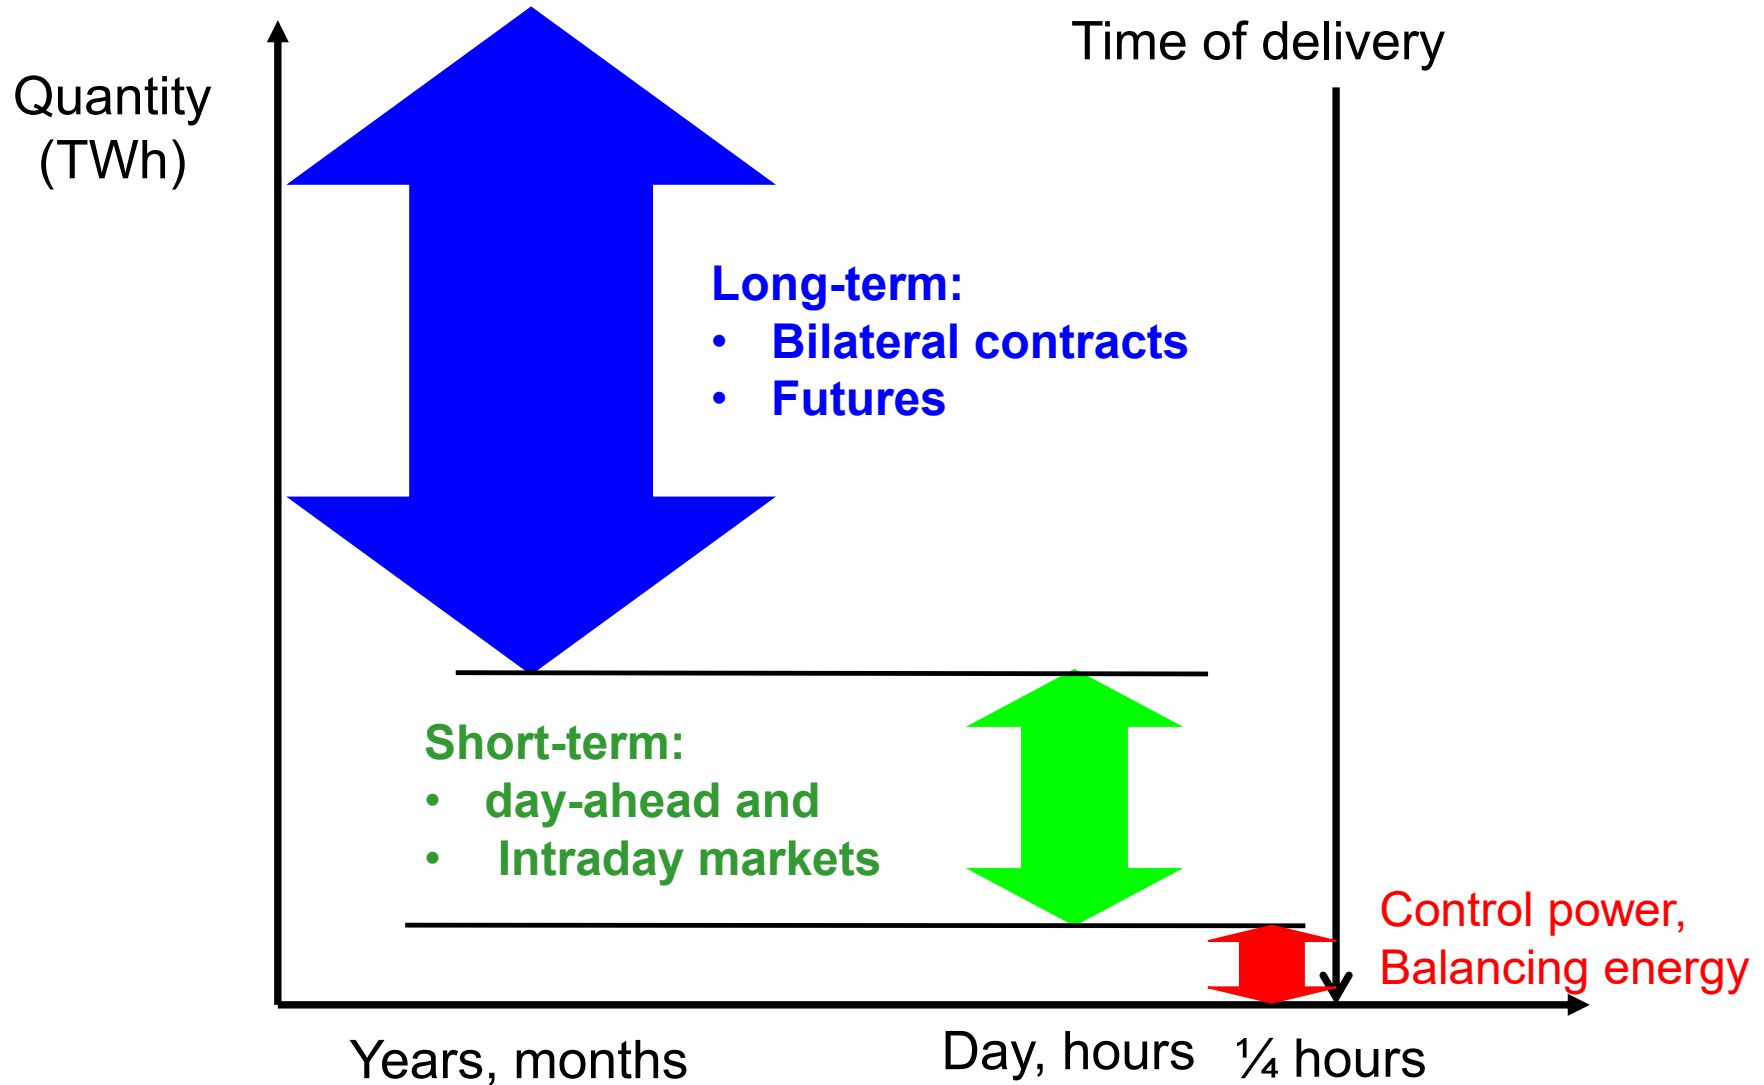 Time of delivery
Quantity
(TWh)
Long-term:
• Bilateral contracts
• Futures
Short-term:
• day-ahead and
• Intraday markets
Control power,
Balancing energy
Years, months
Day, hours
¼ hours